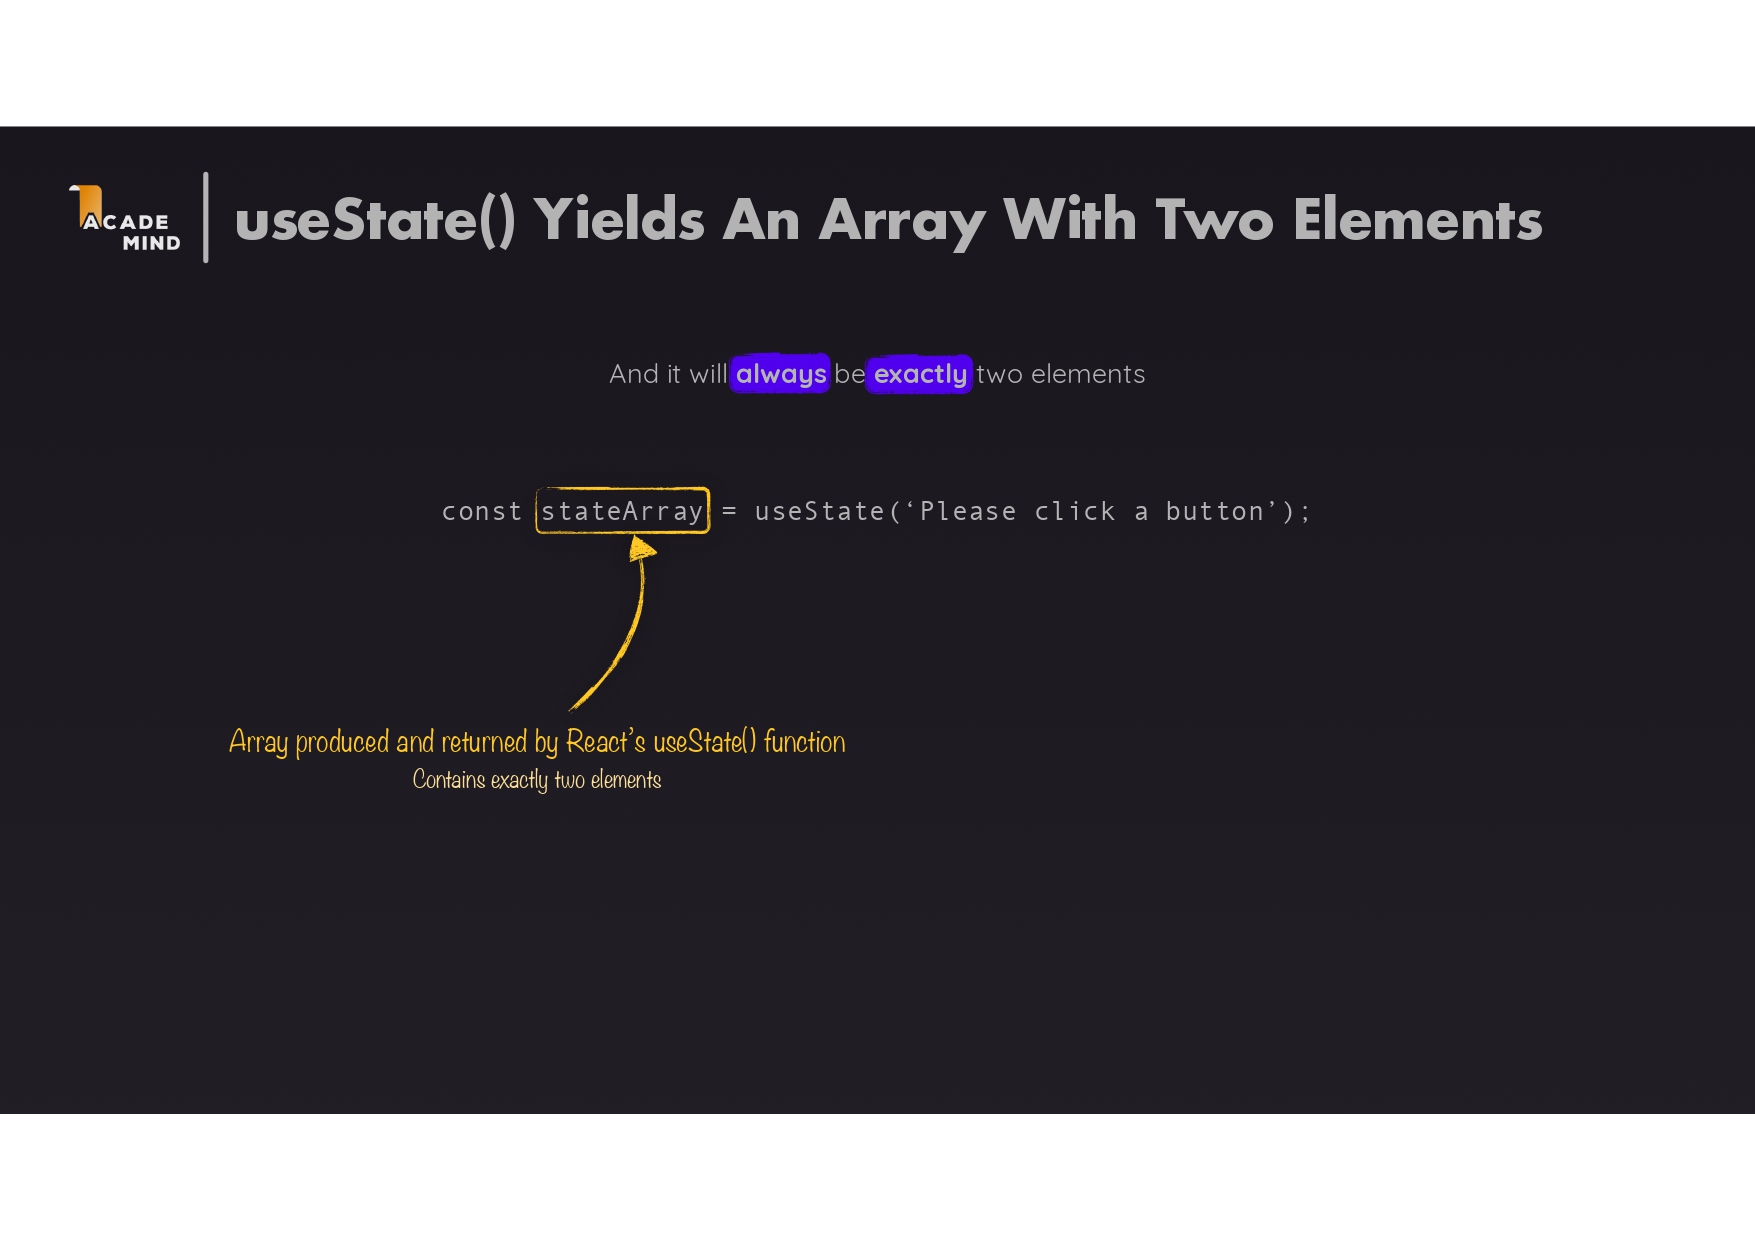 ACADE
MIND
useState() Yields An Array With Two Elements
And it will always be exactly two elements
const stateArray = useState(‘Please click a button’);
Array produced and returned by React’s useState() function
Contains exactly two elements